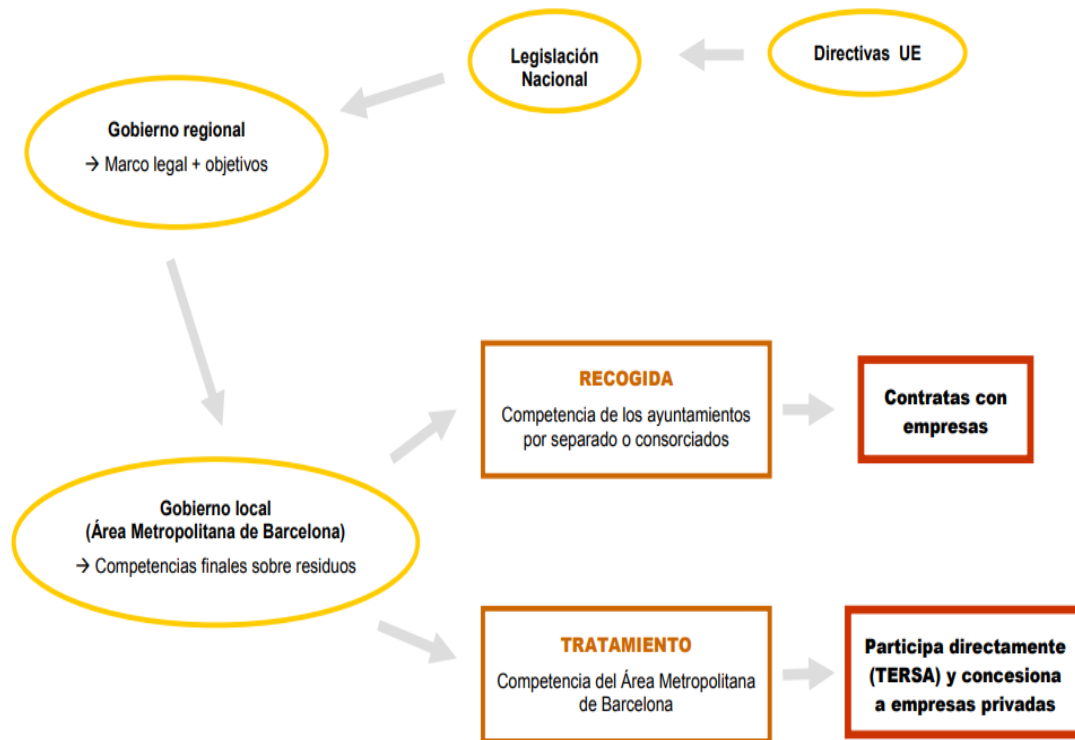 Directivas UE
Legislación
Nacional
Gobierno regional
→ Marco legal + objetivos
Gobierno local
(Área Metropolitana de Barcelona)
→ Competencias finales sobre residuos
RECOGIDA
Competencia de los ayuntamientos
por separado o consorciados
Contratas con
empresas
TRATAMIENTO
Competencia del Área Metropolitana
de Barcelona
Participa directamente
(TERSA) y concesiona
a empresas privadas